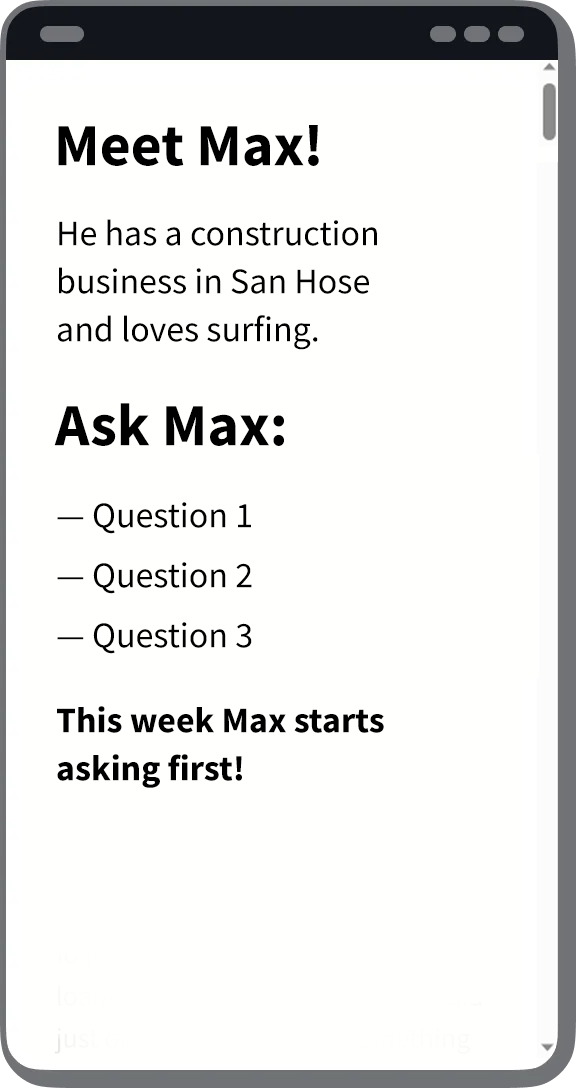 Meet Max!
He has a construction
business in San Hose
and loves surfing.
Ask Max:
— Question 1
— Question 2
— Question 3
This week Max starts
asking first!